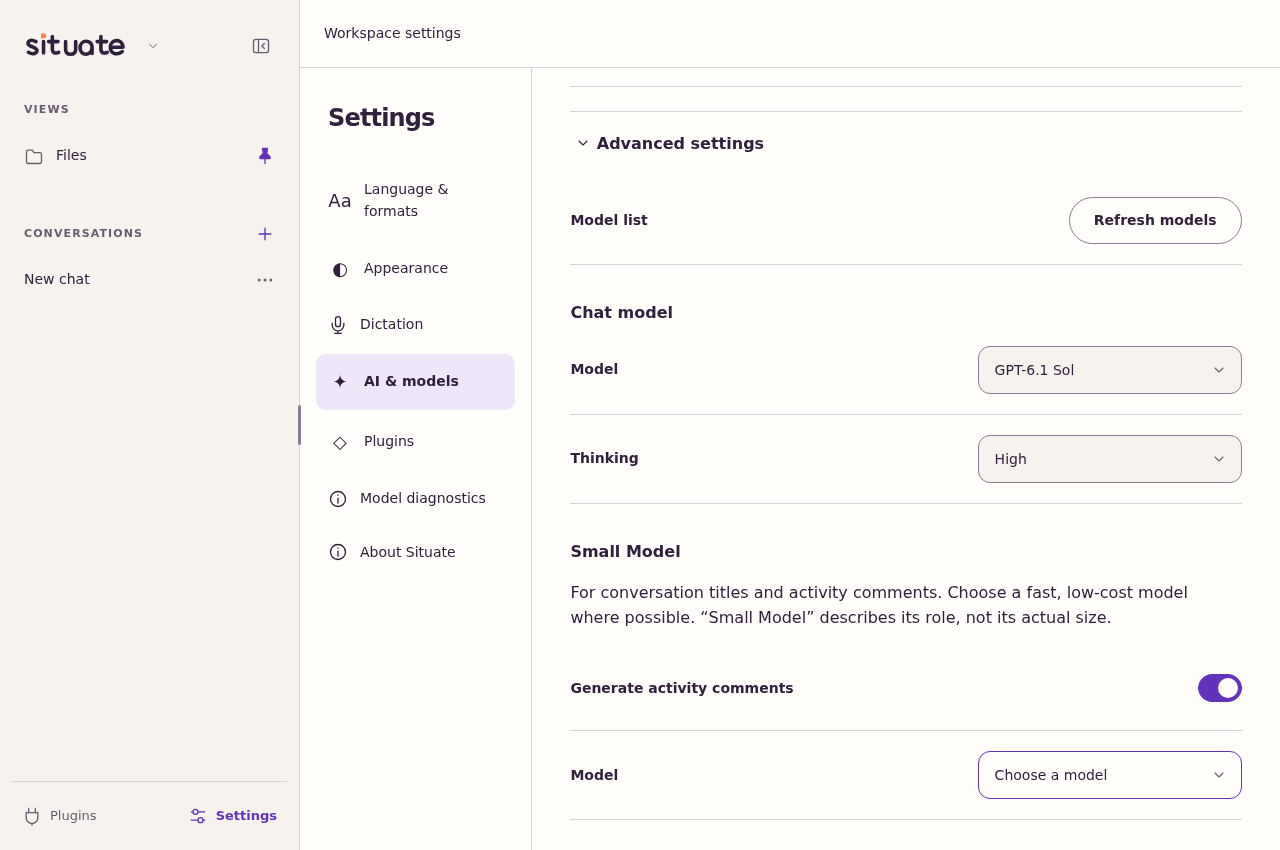 situate
VIEWS
Files
CONVERSATIONS
New chat
Plugins
Settings
Workspace settings
Settings
Aa
Language &
formats
Appearance
Dictation
AI & models
Plugins
Model diagnostics
About Situate
Advanced settings
Model list
Refresh models
Chat model
Model
GPT-6.1 Sol
Thinking
High
Small Model
For conversation titles and activity comments. Choose a fast, low-cost model
where possible. “Small Model” describes its role, not its actual size.
Generate activity comments
Model
Choose a model